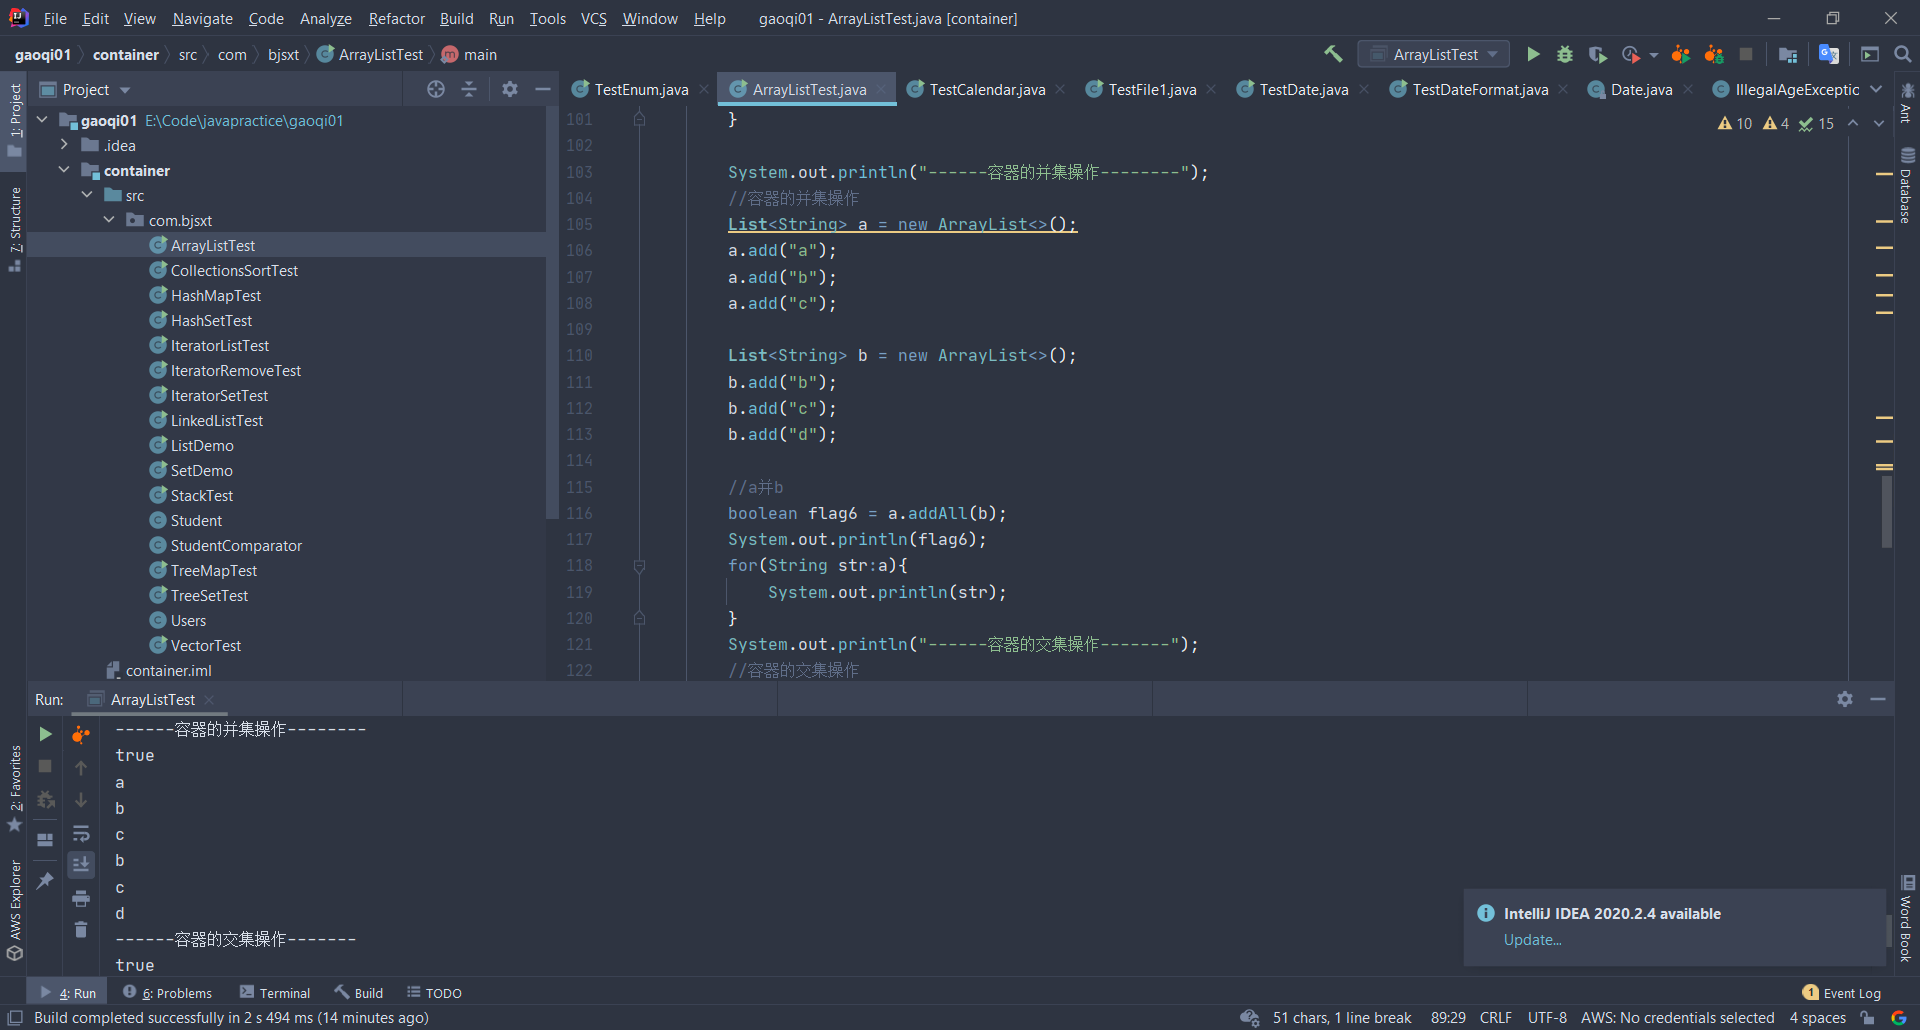 File Edit View Navigate Code Analyze Refactor Build Run Tools VCS Window Help gaoqi01 - ArrayListTest.java [container]
gaoqi01 container src com bjsxt ArrayListTest main ArrayListTest
Project
TestEnum.java ArrayListTest.java TestCalendar.java TestFile1.java TestDate.java TestDateFormat.java Date.java IllegalAgeExceptic
1: Project
7: Structure
2: Favorites
AWS Explorer
gaoqi01 E:\Code\javapractice\gaoqi01
.idea
container
src
com.bjsxt
ArrayListTest
CollectionsSortTest
HashMapTest
HashSetTest
IteratorListTest
IteratorRemoveTest
IteratorSetTest
LinkedListTest
ListDemo
SetDemo
StackTest
Student
StudentComparator
TreeMapTest
TreeSetTest
Users
VectorTest
container.iml
10 4 15
101 }
102
103 System.out.println("------容器的并集操作--------");
104 //容器的并集操作
105 List<String> a = new ArrayList<>();
106 a.add("a");
107 a.add("b");
108 a.add("c");
109
110 List<String> b = new ArrayList<>();
111 b.add("b");
112 b.add("c");
113 b.add("d");
114
115 //a并b
116 boolean flag6 = a.addAll(b);
117 System.out.println(flag6);
118 for(String str:a){
119 System.out.println(str);
120 }
121 System.out.println("------容器的交集操作-------");
122 //容器的交集操作
Ant
Database
Word Book
Run: ArrayListTest
------容器的并集操作--------
true
a
b
c
b
c
d
------容器的交集操作-------
true
IntelliJ IDEA 2020.2.4 available
Update...
4: Run 6: Problems Terminal Build TODO 1 Event Log
Build completed successfully in 2 s 494 ms (14 minutes ago) 51 chars, 1 line break 89:29 CRLF UTF-8 AWS: No credentials selected 4 spaces